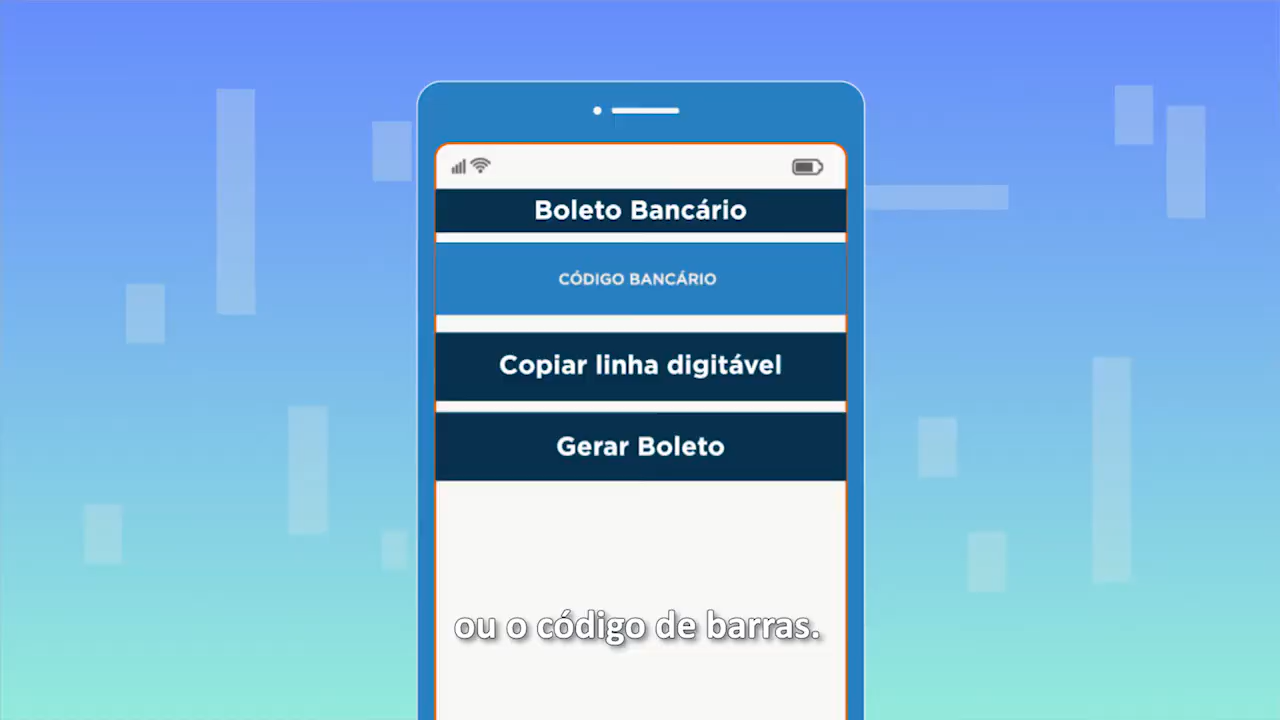 Boleto Bancário
CÓDIGO BANCÁRIO
Copiar linha digitável
Gerar Boleto
ou o código de barras.